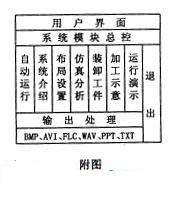 用户界面
系统模块总控
自动运行
系统介绍
布局设置
仿真分析
装卸工件
加工示意
运行演示
退出
输出处理
BMP、AVI、FLC、WAV、PPT、TXT
附图